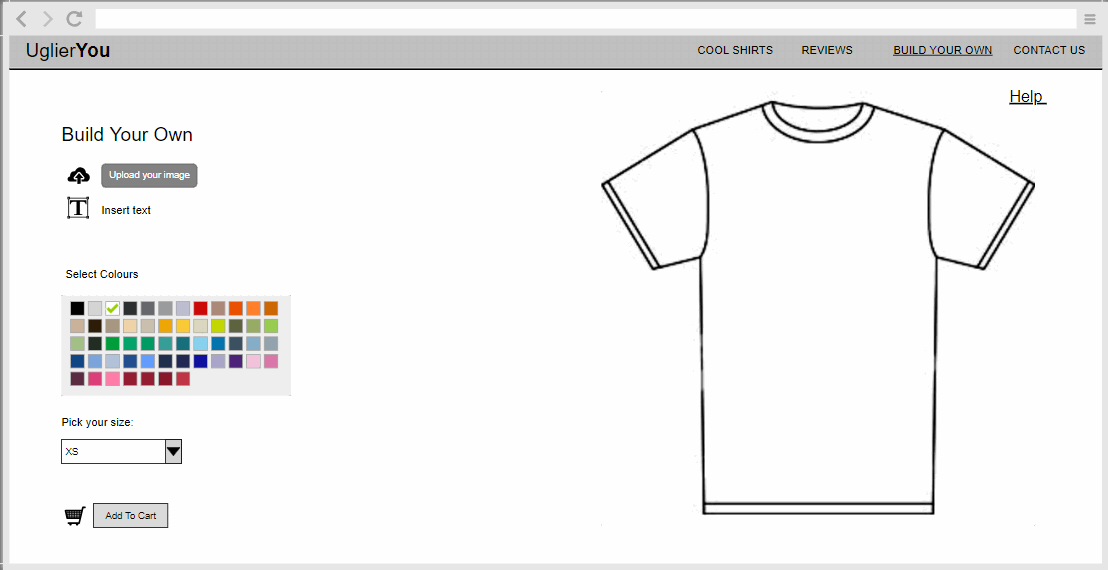 UglierYou
COOL SHIRTS REVIEWS BUILD YOUR OWN CONTACT US
Help
Build Your Own
Upload your image
T
Insert text
Select Colours
Pick your size:
XS
Add To Cart